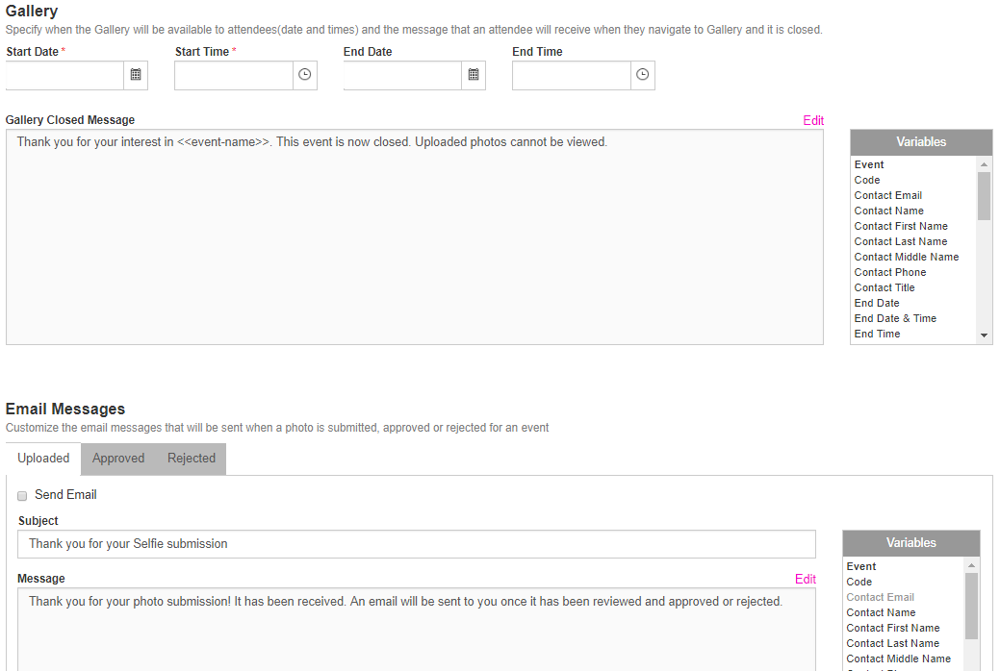 Gallery
Specify when the Gallery will be available to attendees(date and times) and the message that an attendee will receive when they navigate to Gallery and it is closed.
Start Date * Start Time * End Date End Time
Gallery Closed Message Edit
Thank you for your interest in <<event-name>>. This event is now closed. Uploaded photos cannot be viewed.
Variables
Event
Code
Contact Email
Contact Name
Contact First Name
Contact Last Name
Contact Middle Name
Contact Phone
Contact Title
End Date
End Date & Time
End Time
Email Messages
Customize the email messages that will be sent when a photo is submitted, approved or rejected for an event
Uploaded Approved Rejected
Send Email
Subject
Thank you for your Selfie submission
Message Edit
Thank you for your photo submission! It has been received. An email will be sent to you once it has been reviewed and approved or rejected.
Variables
Event
Code
Contact Email
Contact Name
Contact First Name
Contact Last Name
Contact Middle Name